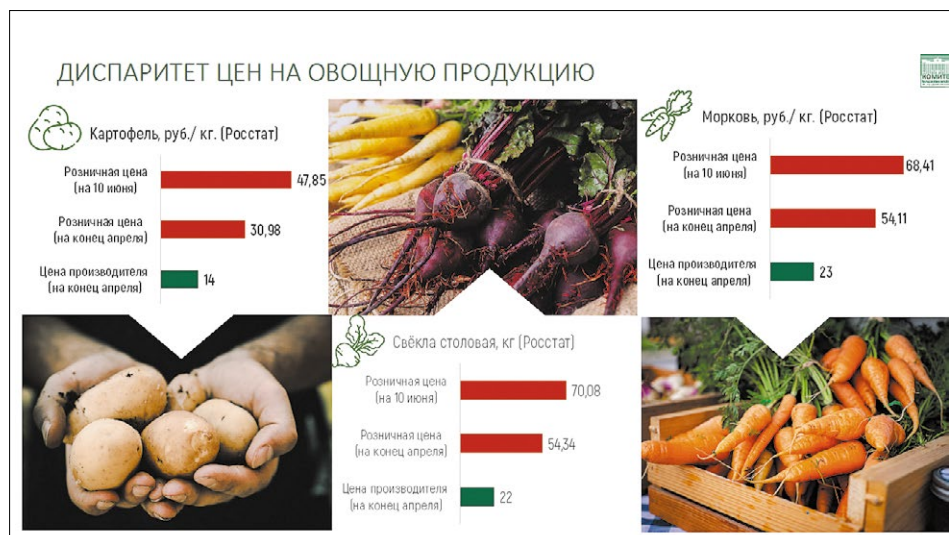 ДИСПАРИТЕТ ЦЕН НА ОВОЩНУЮ ПРОДУКЦИЮ
Картофель, руб./ кг. (Росстат)
Розничная цена
(на 10 июня)
47,85
Розничная цена
(на конец апреля)
30,98
Цена производителя
(на конец апреля)
14
Морковь, руб./ кг. (Росстат)
Розничная цена
(на 10 июня)
68,41
Розничная цена
(на конец апреля)
54,11
Цена производителя
(на конец апреля)
23
Свёкла столовая, кг (Росстат)
Розничная цена
(на 10 июня)
70,08
Розничная цена
(на конец апреля)
54,34
Цена производителя
(на конец апреля)
22